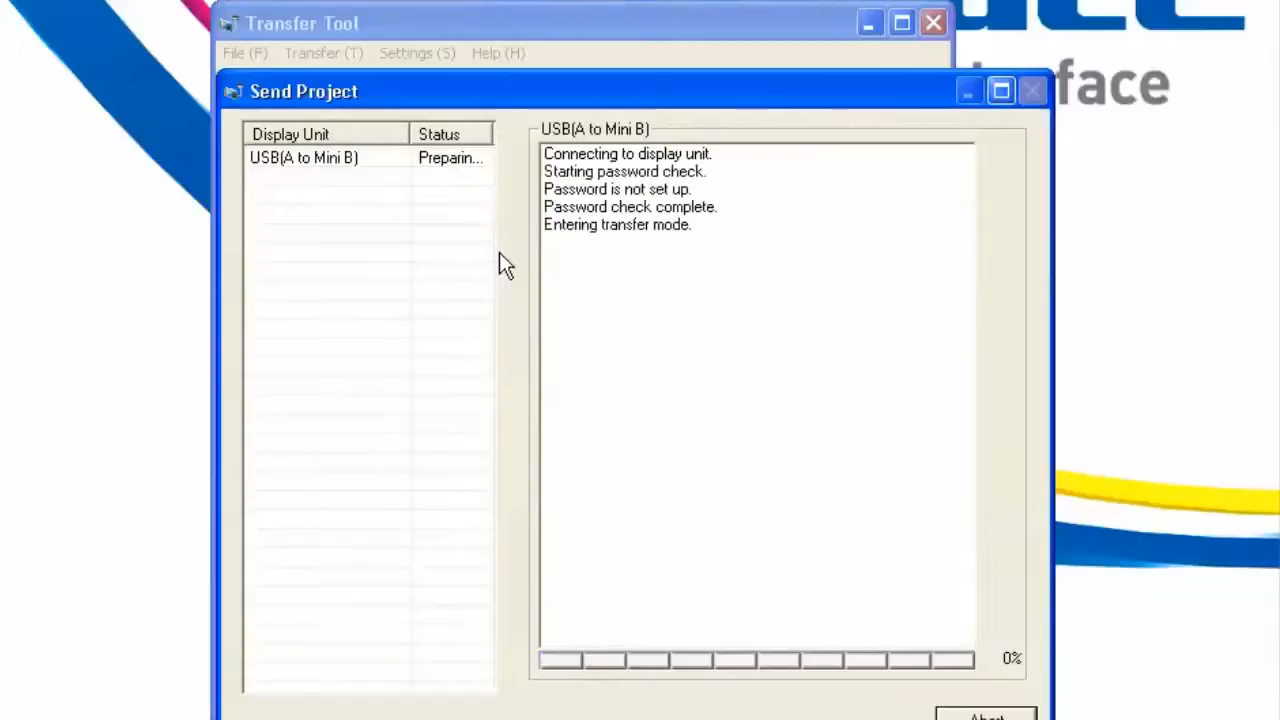 Transfer Tool
File (F) Transfer (T) Settings (S) Help (H)
face
Send Project
Display Unit Status
USB(A to Mini B) Preparin...
USB(A to Mini B)
Connecting to display unit.
Starting password check.
Password is not set up.
Password check complete.
Entering transfer mode.
0%
Abort